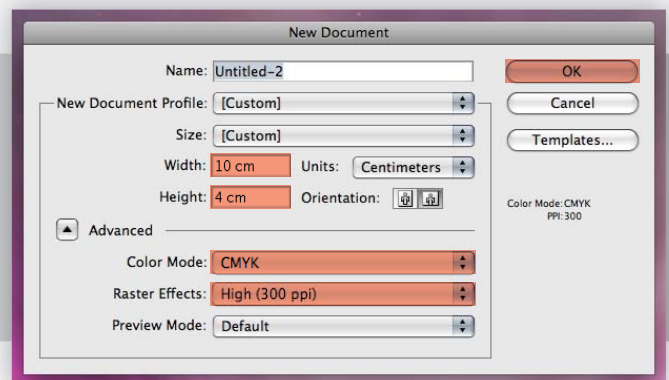 New Document
Name: Untitled-2
OK
New Document Profile: [Custom]
Cancel
Size: [Custom]
Templates...
Width: 10 cm Units: Centimeters
Height: 4 cm Orientation:
Color Mode: CMYK
PPI: 300
Advanced
Color Mode: CMYK
Raster Effects: High (300 ppi)
Preview Mode: Default